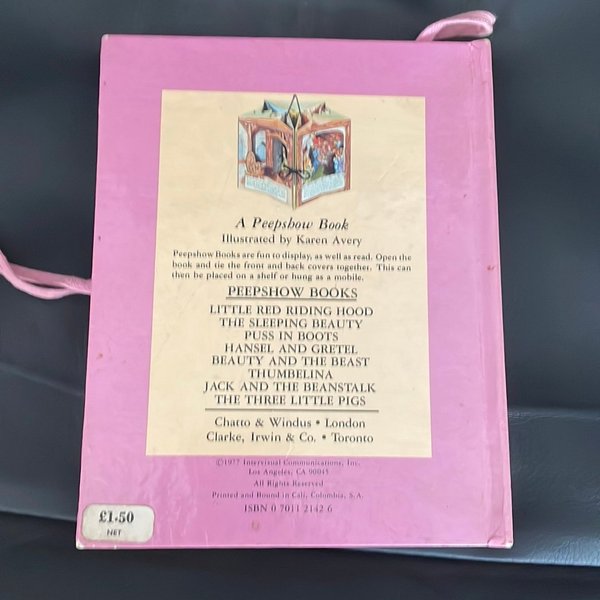 A Peepshow Book
Illustrated by Karen Avery
Peepshow Books are fun to display, as well as read. Open the
book and tie the front and back covers together. This can
then be placed on a shelf or hung as a mobile.
PEEPSHOW BOOKS
LITTLE RED RIDING HOOD
THE SLEEPING BEAUTY
PUSS IN BOOTS
HANSEL AND GRETEL
BEAUTY AND THE BEAST
THUMBELINA
JACK AND THE BEANSTALK
THE THREE LITTLE PIGS
Chatto & Windus • London
Clarke, Irwin & Co. • Toronto
©1977 Intervisual Communications, Inc.
Los Angeles, CA 90045
All Rights Reserved
Printed and Bound in Cali, Colombia, S.A.
ISBN 0 7011 2142 6
£1.50
NET